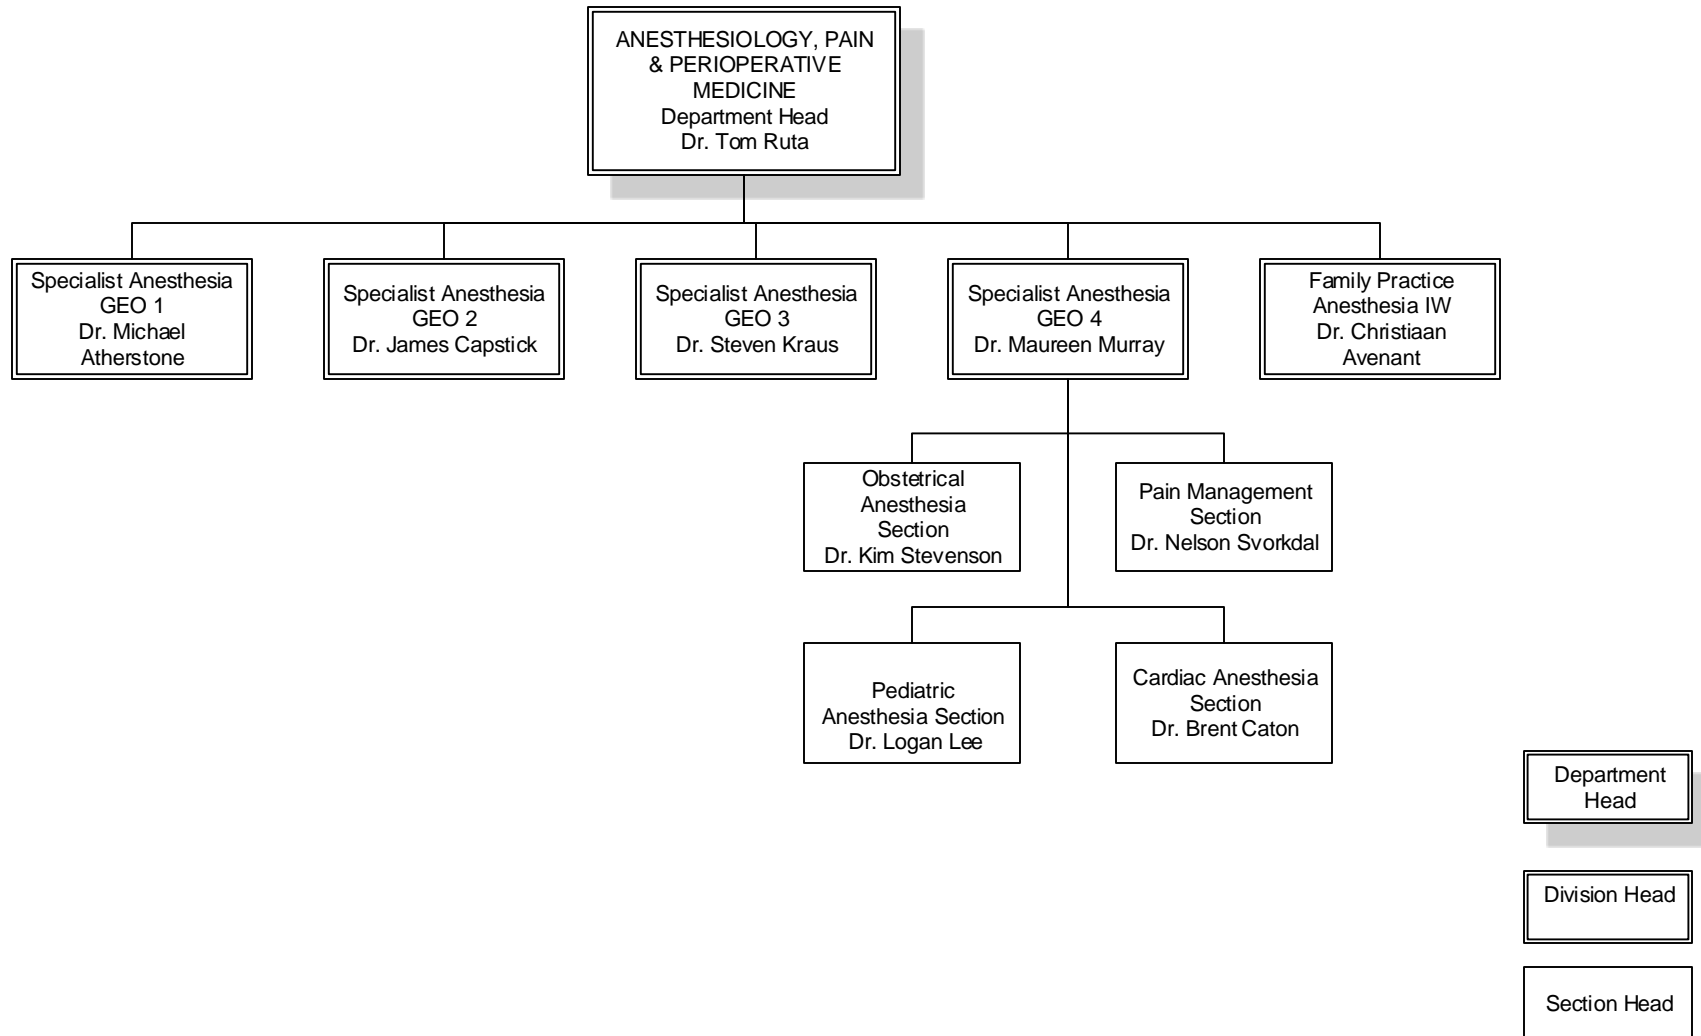 ANESTHESIOLOGY, PAIN
& PERIOPERATIVE
MEDICINE
Department Head
Dr. Tom Ruta
Specialist Anesthesia
GEO 1
Dr. Michael
Atherstone
Specialist Anesthesia
GEO 2
Dr. James Capstick
Specialist Anesthesia
GEO 3
Dr. Steven Kraus
Specialist Anesthesia
GEO 4
Dr. Maureen Murray
Family Practice
Anesthesia IW
Dr. Christiaan
Avenant
Obstetrical
Anesthesia
Section
Dr. Kim Stevenson
Pain Management
Section
Dr. Nelson Svorkdal
Pediatric
Anesthesia Section
Dr. Logan Lee
Cardiac Anesthesia
Section
Dr. Brent Caton
Department
Head
Division Head
Section Head